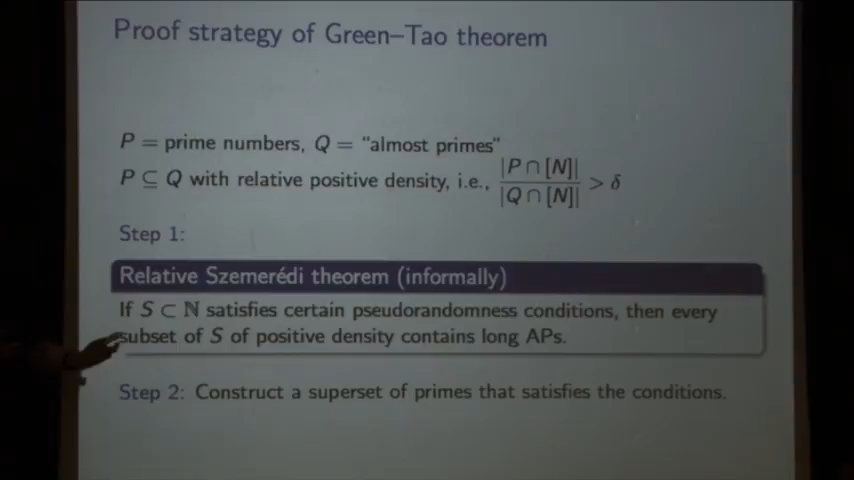 Proof strategy of Green–Tao theorem
P = prime numbers, Q = "almost primes"
P ⊆ Q with relative positive density, i.e., |P ∩ [N]| / |Q ∩ [N]| > δ
Step 1:
Relative Szemerédi theorem (informally)
If S ⊂ ℕ satisfies certain pseudorandomness conditions, then every
subset of S of positive density contains long APs.
Step 2: Construct a superset of primes that satisfies the conditions.